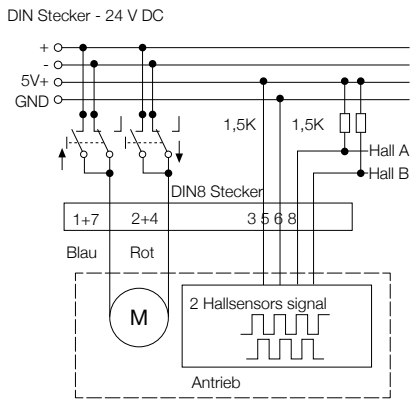 DIN Stecker - 24 V DC
+
-
5V+
GND
1,5K 1,5K
Hall A
Hall B
DIN8 Stecker
1+7 2+4 3 5 6 8
Blau Rot
M
2 Hallsensors signal
Antrieb